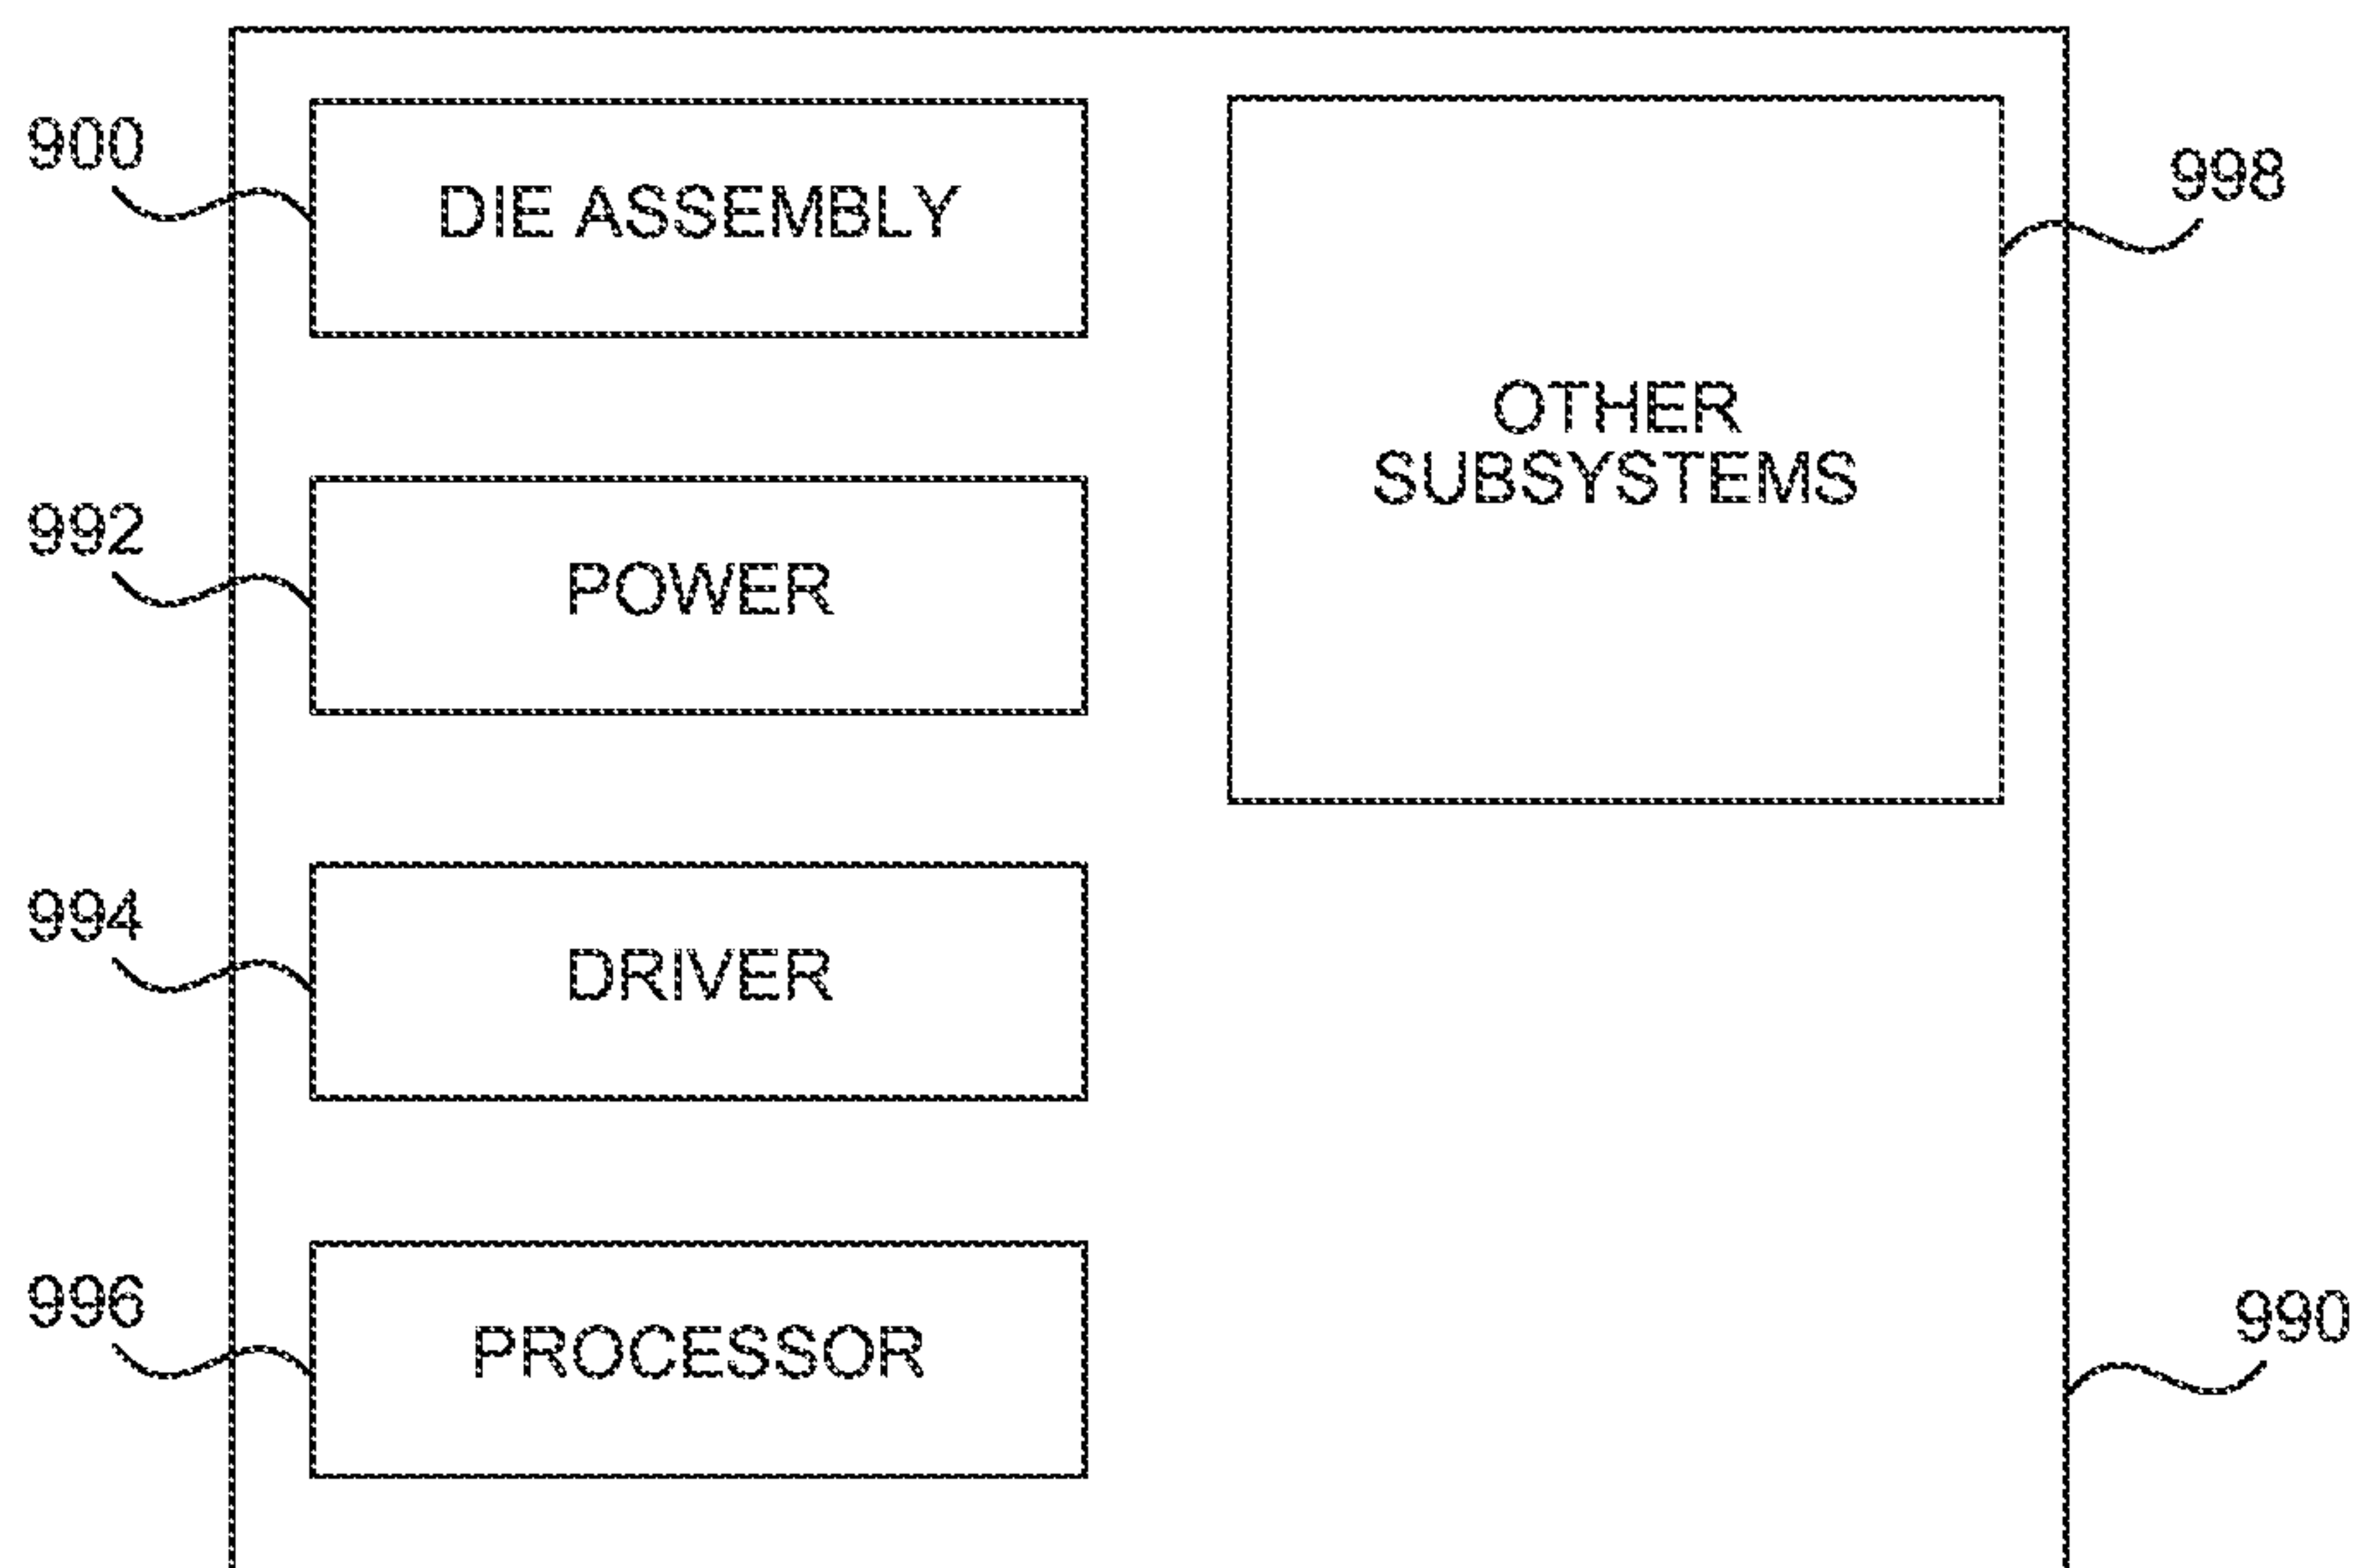 900
DIE ASSEMBLY
998
OTHER
SUBSYSTEMS
992
POWER
994
DRIVER
996
PROCESSOR
990